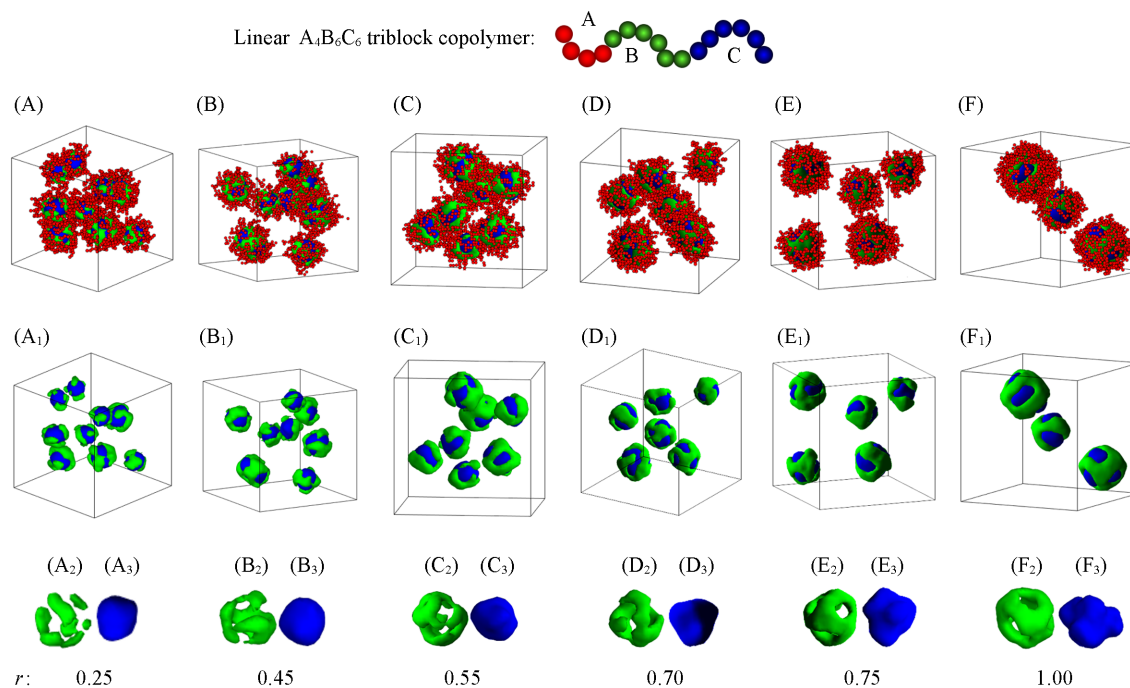 Linear A₄B₆C₆ triblock copolymer: A B C
(A) (B) (C) (D) (E) (F)
(A₁) (B₁) (C₁) (D₁) (E₁) (F₁)
(A₂) (A₃) (B₂) (B₃) (C₂) (C₃) (D₂) (D₃) (E₂) (E₃) (F₂) (F₃)
r: 0.25 0.45 0.55 0.70 0.75 1.00